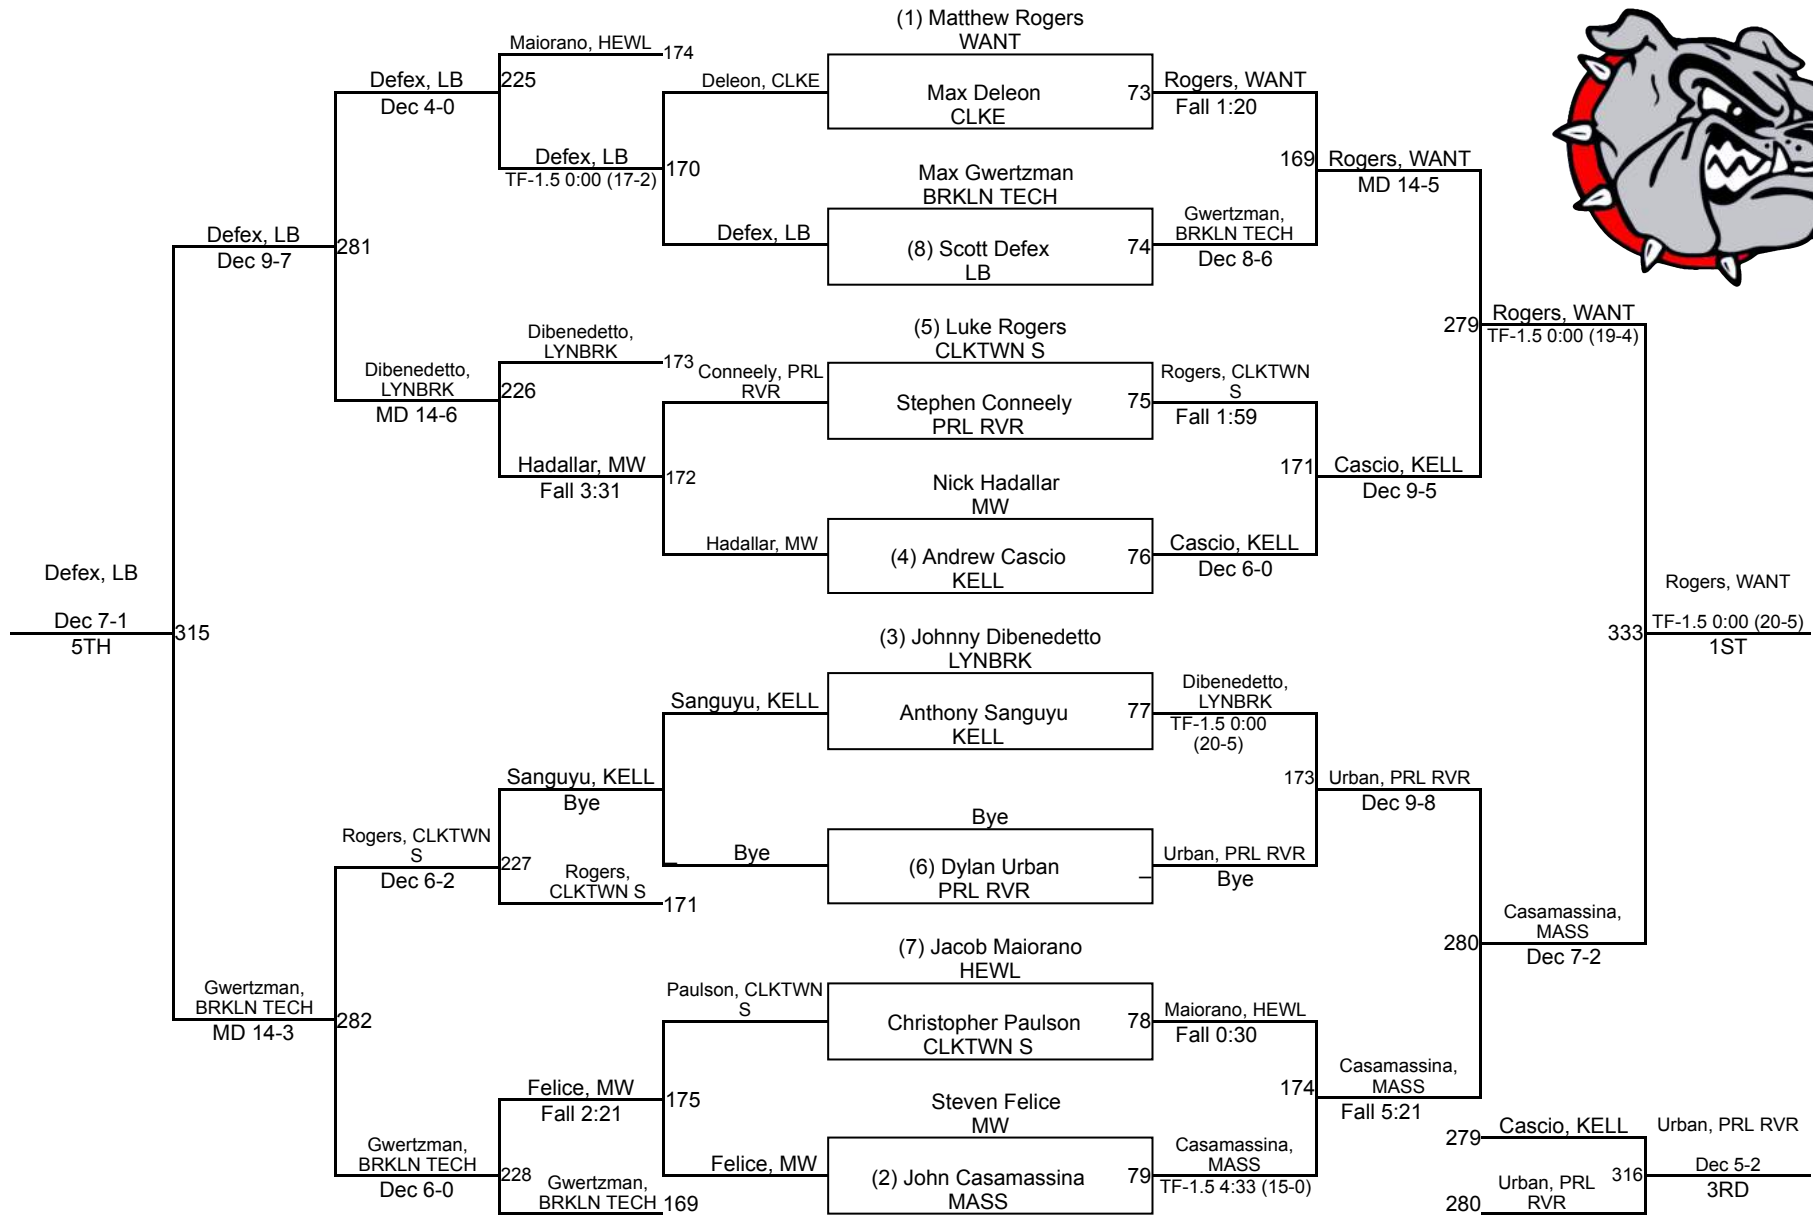 (1) Matthew Rogers
WANT
Maiorano, HEWL
174
Defex, LB
225
Dec 4-0
Deleon, CLKE
Max Deleon
CLKE
73
Rogers, WANT
Fall 1:20
Defex, LB
TF-1.5 0:00 (17-2)
170
169
Rogers, WANT
MD 14-5
Max Gwertzman
BRKLN TECH
Defex, LB
Dec 9-7
281
Defex, LB
(8) Scott Defex
LB
74
Gwertzman,
BRKLN TECH
Dec 8-6
(5) Luke Rogers
CLKTWN S
279
Rogers, WANT
TF-1.5 0:00 (19-4)
Dibenedetto,
LYNBRK
173
Dibenedetto,
LYNBRK
MD 14-6
226
Conneely, PRL
RVR
Stephen Conneely
PRL RVR
75
Rogers, CLKTWN
S
Fall 1:59
Hadallar, MW
Fall 3:31
172
171
Cascio, KELL
Dec 9-5
Nick Hadallar
MW
Hadallar, MW
(4) Andrew Cascio
KELL
76
Cascio, KELL
Dec 6-0
Defex, LB
Dec 7-1
5TH
315
333
Rogers, WANT
TF-1.5 0:00 (20-5)
1ST
(3) Johnny Dibenedetto
LYNBRK
Sanguyu, KELL
Anthony Sanguyu
KELL
77
Dibenedetto,
LYNBRK
TF-1.5 0:00
(20-5)
Sanguyu, KELL
Bye
173
Urban, PRL RVR
Dec 9-8
Bye
Rogers, CLKTWN
S
Dec 6-2
227
Bye
(6) Dylan Urban
PRL RVR
Urban, PRL RVR
Bye
Rogers,
CLKTWN S
171
280
Casamassina,
MASS
Dec 7-2
(7) Jacob Maiorano
HEWL
Gwertzman,
BRKLN TECH
MD 14-3
282
Paulson, CLKTWN
S
Christopher Paulson
CLKTWN S
78
Maiorano, HEWL
Fall 0:30
Felice, MW
Fall 2:21
175
174
Casamassina,
MASS
Fall 5:21
Steven Felice
MW
Gwertzman,
BRKLN TECH
Dec 6-0
228
Felice, MW
(2) John Casamassina
MASS
79
Casamassina,
MASS
TF-1.5 4:33 (15-0)
Gwertzman,
BRKLN TECH
169
279
Cascio, KELL
280
Urban, PRL
RVR
316
Urban, PRL RVR
Dec 5-2
3RD